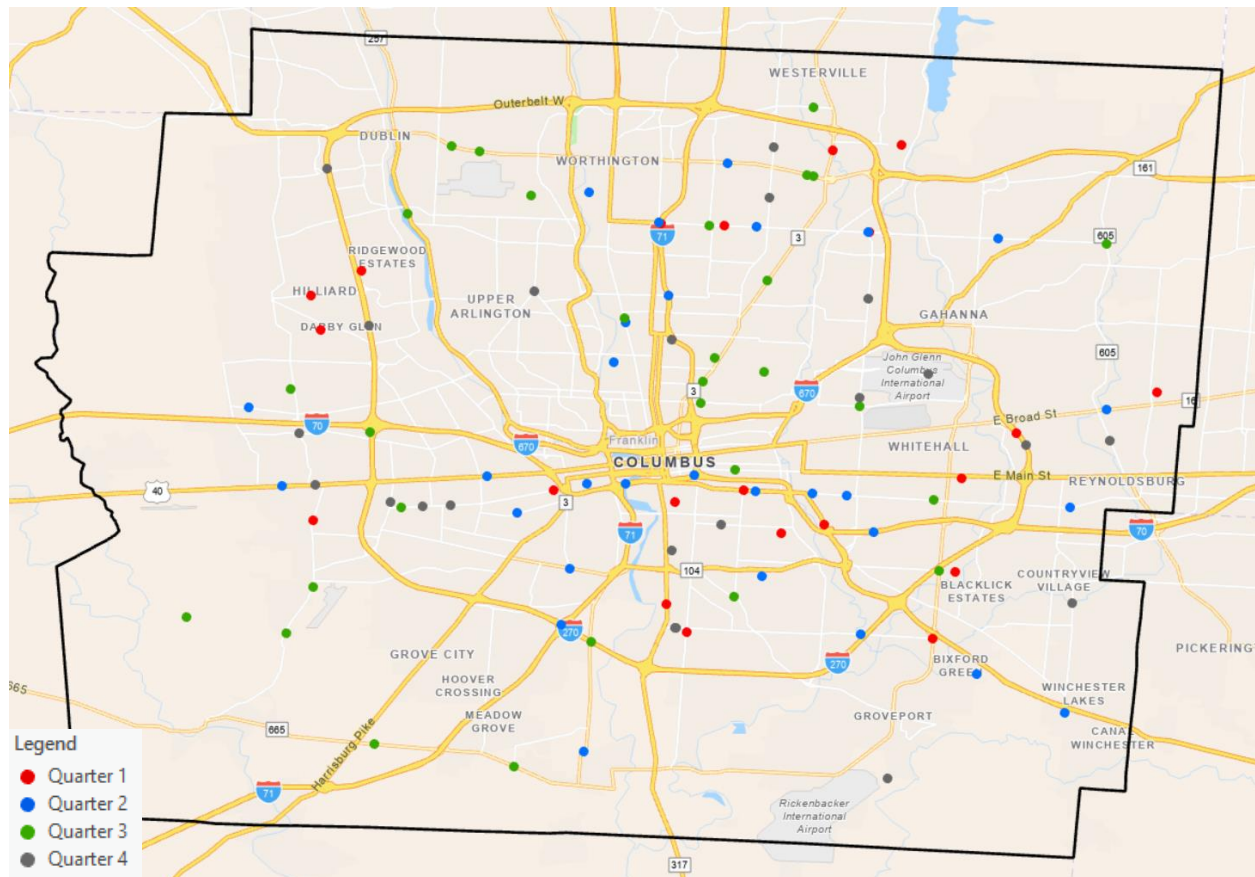 257
WESTERVILLE
Outerbelt W
DUBLIN
WORTHINGTON
161
71
3
605
RIDGEWOOD
ESTATES
HILLIARD
UPPER
ARLINGTON
DARBY GLEN
GAHANNA
605
John Glenn
Columbus
International
Airport
3
670
16
E Broad St
70
670
Franklin
WHITEHALL
COLUMBUS
E Main St
REYNOLDSBURG
40
3
71
70
104
COUNTRYVIEW
VILLAGE
BLACKLICK
ESTATES
270
GROVE CITY
270
BIXFORD
GREEN
PICKERING
HOOVER
CROSSING
665
WINCHESTER
LAKES
MEADOW
GROVE
GROVEPORT
665
CANAL
WINCHESTER
Harrisburg Pike
71
Rickenbacker
International
Airport
317
Legend
Quarter 1
Quarter 2
Quarter 3
Quarter 4